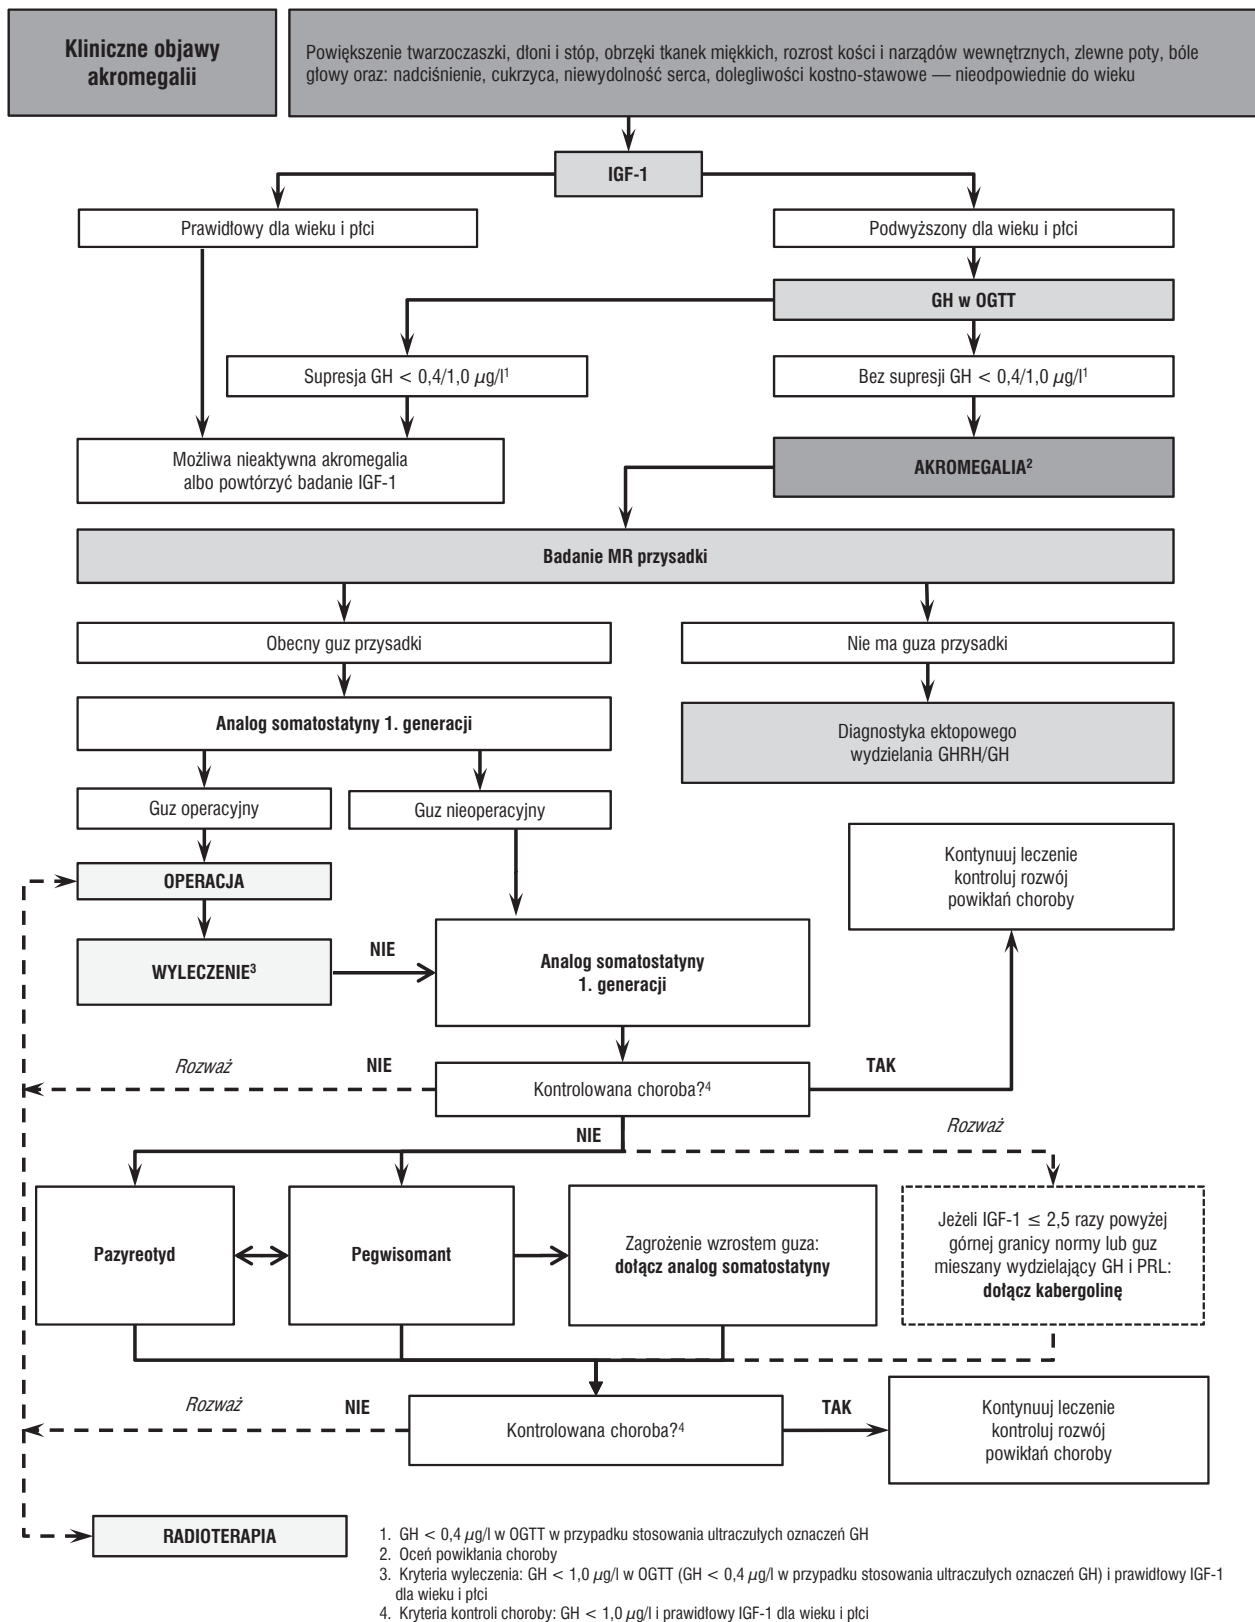 Kliniczne objawy
akromegalii
Powiększenie twarzoczaszki, dłoni i stóp, obrzęki tkanek miękkich, rozrost kości i narządów wewnętrznych, zlewne poty, bóle
głowy oraz: nadciśnienie, cukrzyca, niewydolność serca, dolegliwości kostno-stawowe — nieodpowiednie do wieku
IGF-1
Prawidłowy dla wieku i płci
Podwyższony dla wieku i płci
GH w OGTT
Supresja GH < 0,4/1,0 µg/l¹
Bez supresji GH < 0,4/1,0 µg/l¹
Możliwa nieaktywna akromegalia
albo powtórzyć badanie IGF-1
AKROMEGALIA²
Badanie MR przysadki
Obecny guz przysadki
Nie ma guza przysadki
Analog somatostatyny 1. generacji
Diagnostyka ektopowego
wydzielania GHRH/GH
Guz operacyjny
Guz nieoperacyjny
Kontynuuj leczenie
kontroluj rozwój
powikłań choroby
OPERACJA
WYLECZENIE³
NIE
Analog somatostatyny
1. generacji
Rozważ
NIE
Kontrolowana choroba?⁴
TAK
NIE
Rozważ
Pazyreotyd
Pegwisomant
Zagrożenie wzrostem guza:
dołącz analog somatostatyny
Jeżeli IGF-1 ≤ 2,5 razy powyżej
górnej granicy normy lub guz
mieszany wydzielający GH i PRL:
dołącz kabergolinę
Rozważ
NIE
Kontrolowana choroba?⁴
TAK
Kontynuuj leczenie
kontroluj rozwój
powikłań choroby
RADIOTERAPIA
1. GH < 0,4 µg/l w OGTT w przypadku stosowania ultraczułych oznaczeń GH
2. Oceń powikłania choroby
3. Kryteria wyleczenia: GH < 1,0 µg/l w OGTT (GH < 0,4 µg/l w przypadku stosowania ultraczułych oznaczeń GH) i prawidłowy IGF-1
dla wieku i płci
4. Kryteria kontroli choroby: GH < 1,0 µg/l i prawidłowy IGF-1 dla wieku i płci